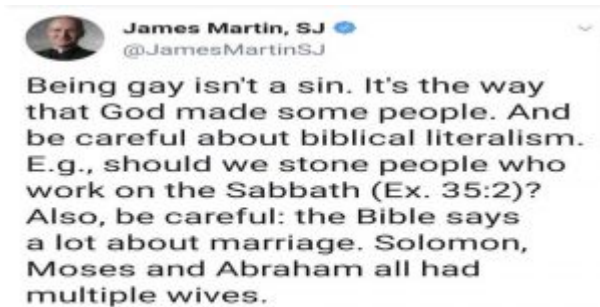 James Martin, SJ
@JamesMartinSJ
Being gay isn't a sin. It's the way
that God made some people. And
be careful about biblical literalism.
E.g., should we stone people who
work on the Sabbath (Ex. 35:2)?
Also, be careful: the Bible says
a lot about marriage. Solomon,
Moses and Abraham all had
multiple wives.